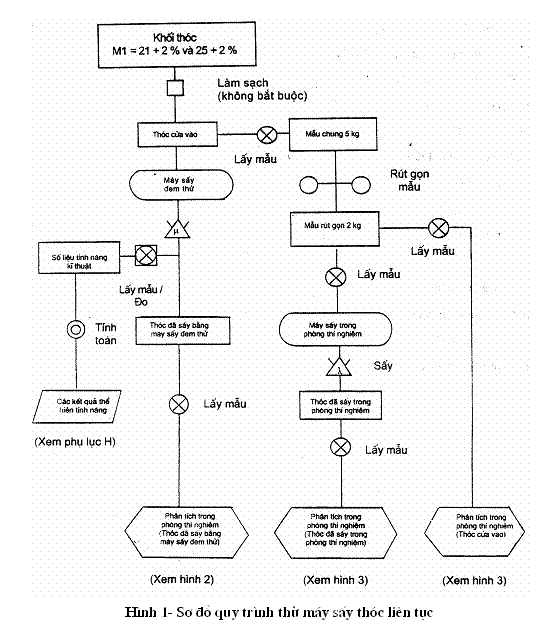 Khối thóc
M1 = 21 + 2 % và 25 + 2 %
Làm sạch
(không bắt buộc)
Thóc cửa vào
Lấy mẫu
Mẫu chung 5 kg
Máy sấy
đem thử
Rút gọn
mẫu
μ
Mẫu rút gọn 2 kg
Lấy mẫu
Số liệu tính năng
kĩ thuật
Lấy mẫu /
Đo
Lấy mẫu
Tính
toán
Thóc đã sấy bằng
may sấy đem thử
Máy sấy trong
phòng thí nghiệm
Sấy
Các kết quả thể
hiện tính năng
(Xem phụ lục H)
Lấy mẫu
Thóc đã sấy trong
phòng thí nghiệm
Lấy mẫu
Phân tích trong
phòng thí nghiệm
(Thóc đã say bằng
máy sấy đem thử)
Phân tích trong
phòng thí nghiệm
(Thóc đã sấy trong
phòng thí nghiệm)
Phân tích trong
phòng thí nghiệm
(Thóc cửa vào)
(Xem hình 2)
(Xem hình 3)
(Xem hình 3)
Hình 1- Sơ đồ quy trình thử máy sấy thóc liên tục